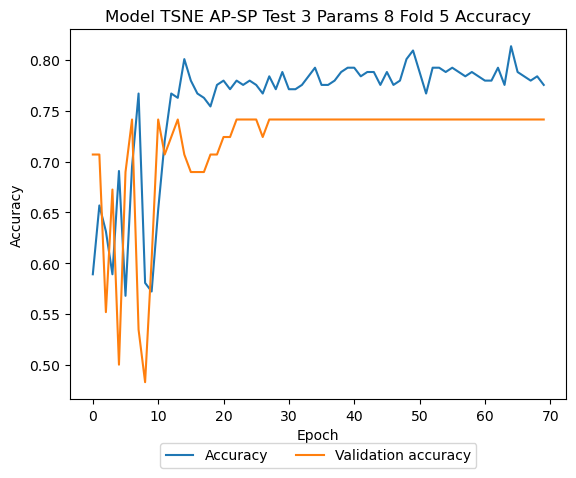 Model TSNE AP-SP Test 3 Params 8 Fold 5 Accuracy
Accuracy
0.80
0.75
0.70
0.65
0.60
0.55
0.50
0 10 20 30 40 50 60 70
Epoch
Accuracy Validation accuracy